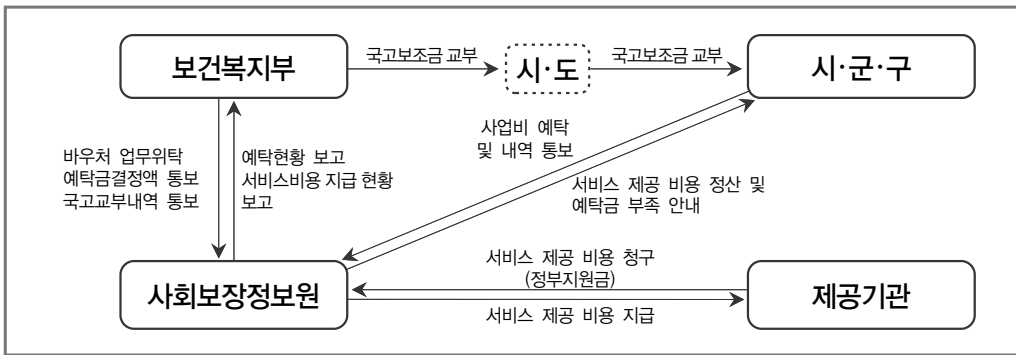 보건복지부
국고보조금 교부
시·도
국고보조금 교부
시·군·구
바우처 업무위탁
예탁금결정액 통보
국고교부내역 통보
예탁현황 보고
서비스비용 지급 현황
보고
사업비 예탁
및 내역 통보
서비스 제공 비용 정산 및
예탁금 부족 안내
사회보장정보원
서비스 제공 비용 청구
(정부지원금)
서비스 제공 비용 지급
제공기관